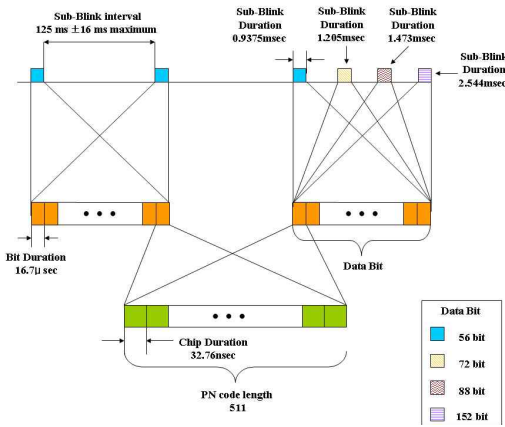 Sub-Blink interval
125 ms ±16 ms maximum
Sub-Blink
Duration
0.9375msec
Sub-Blink
Duration
1.205msec
Sub-Blink
Duration
1.473msec
Sub-Blink
Duration
2.544msec
• • •
• • •
Bit Duration
16.7μ sec
Data Bit
• • •
Chip Duration
32.76nsec
PN code length
511
Data Bit
56 bit
72 bit
88 bit
152 bit